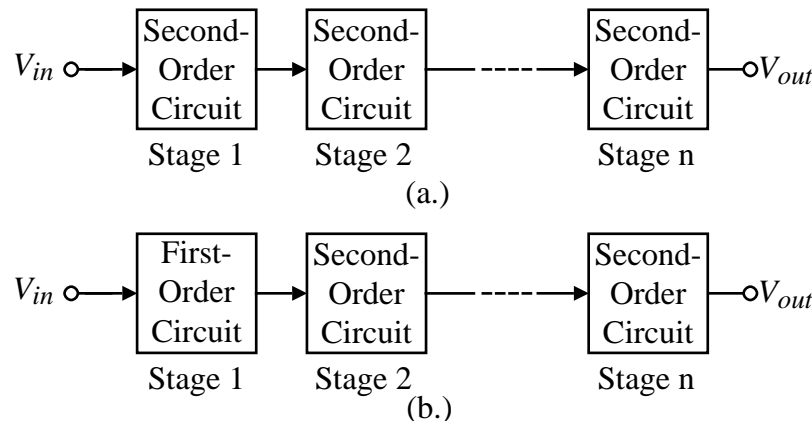 Second-
Order
Circuit
Second-
Order
Circuit
Second-
Order
Circuit
V_in
V_out
Stage 1
Stage 2
Stage n
(a.)
First-
Order
Circuit
Second-
Order
Circuit
Second-
Order
Circuit
V_in
V_out
Stage 1
Stage 2
Stage n
(b.)